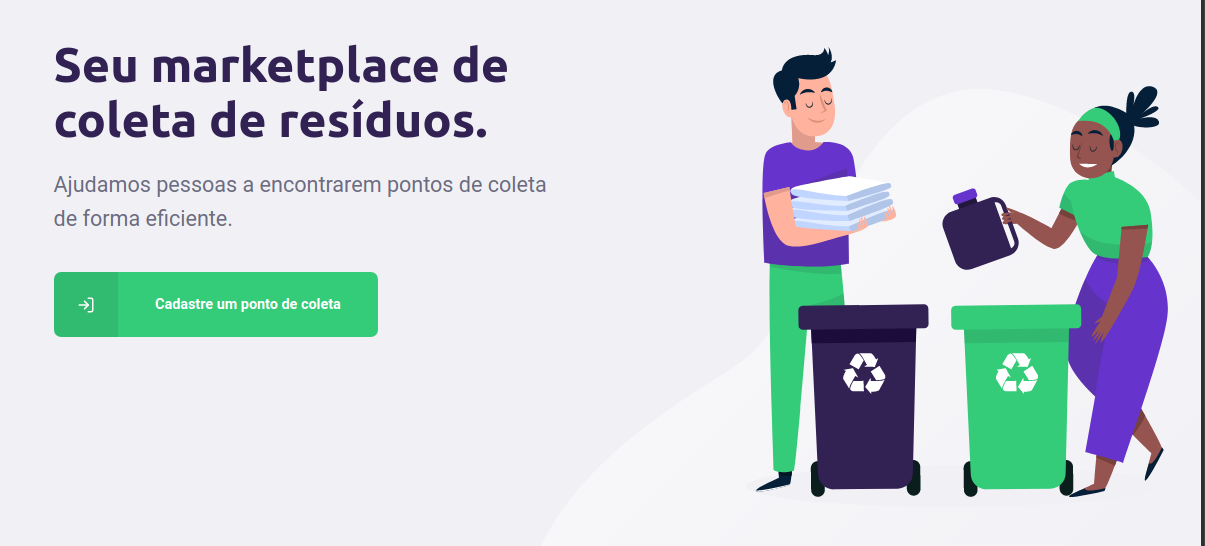 Seu marketplace de
coleta de resíduos.
Ajudamos pessoas a encontrarem pontos de coleta
de forma eficiente.
Cadastre um ponto de coleta